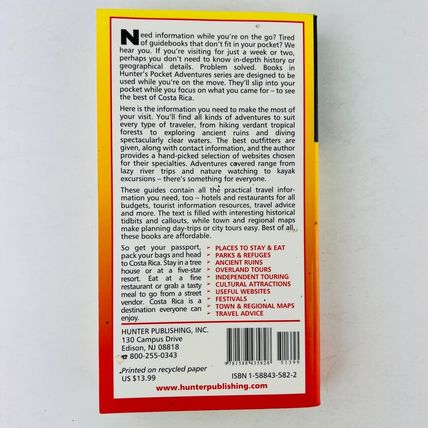 Need information while you're on the go? Tired
of guidebooks that don't fit in your pocket? We
hear you. If you're visiting for just a week or two,
perhaps you don't need to know in-depth history or
geographical details. Problem solved. Books in
Hunter's Pocket Adventures series are designed to be
used while you're on the move. They'll slip into your
pocket while you focus on what you came for – to see
the best of Costa Rica.
Here is the information you need to make the most of
your visit. You'll find all kinds of adventures to suit
every type of traveler, from hiking verdant tropical
forests to exploring ancient ruins and diving
spectacularly clear waters. The best outfitters are
given, along with contact information, and the author
provides a hand-picked selection of websites chosen
for their specialties. Adventures covered range from
lazy river trips and nature watching to kayak
excursions – there's something for everyone.
These guides contain all the practical travel infor-
mation you need, too – hotels and restaurants for all
budgets, tourist information resources, travel advice
and more. The text is filled with interesting historical
tidbits and callouts, while town and regional maps
make planning day-trips or city tours easy. Best of all,
these books are affordable.
So get your passport,
pack your bags and head
to Costa Rica. Stay in a tree
house or at a five-star
resort. Eat at a fine
restaurant or grab a tasty
meal to go from a street
vendor. Costa Rica is a
destination everyone can
enjoy.
PLACES TO STAY & EAT
PARKS & REFUGES
ANCIENT RUINS
OVERLAND TOURS
INDEPENDENT TOURING
CULTURAL ATTRACTIONS
USEFUL WEBSITES
FESTIVALS
TOWN & REGIONAL MAPS
TRAVEL ADVICE
HUNTER PUBLISHING, INC.
130 Campus Drive
Edison, NJ 08818
☎ 800-255-0343
Printed on recycled paper
US $13.99
9 781588 435828
51399
ISBN 1-58843-582-2
www.hunterpublishing.com